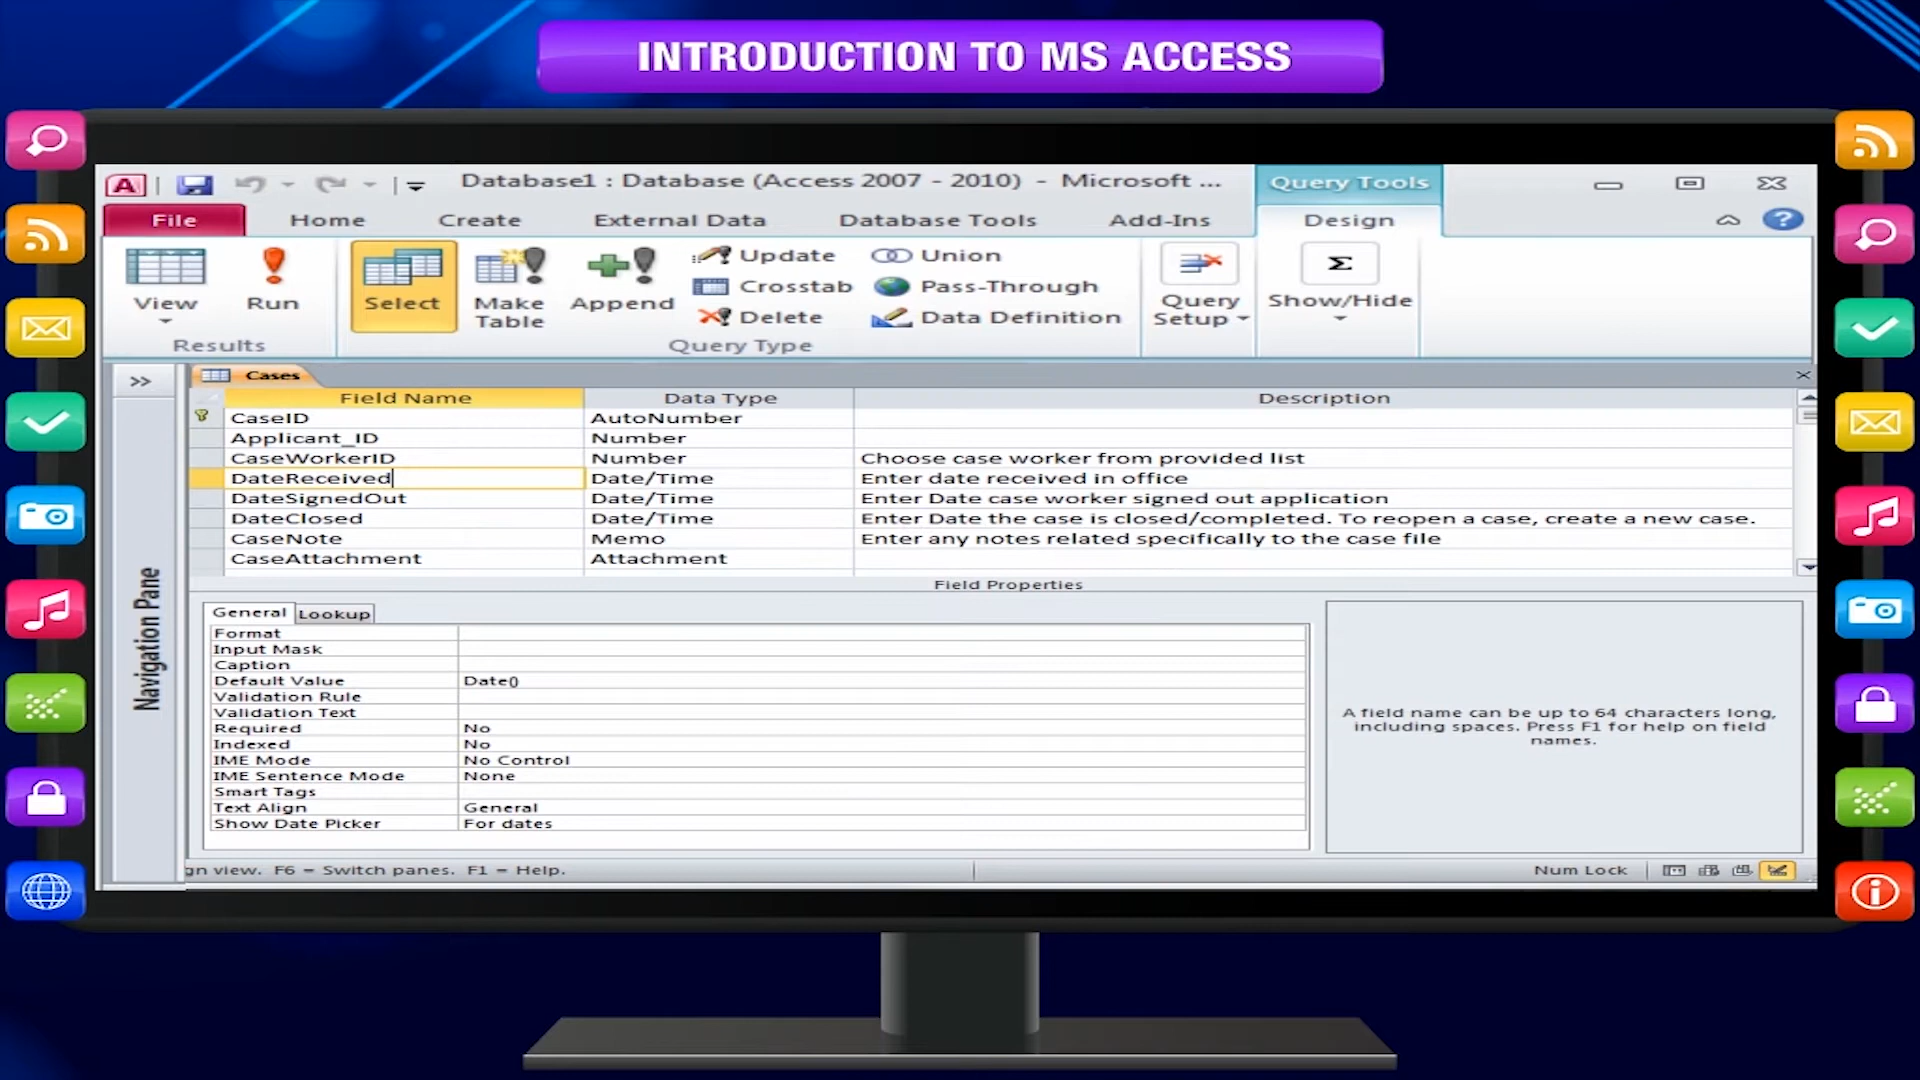 INTRODUCTION TO MS ACCESS
Database1 : Database (Access 2007 - 2010) - Microsoft ...
Query Tools
File Home Create External Data Database Tools Add-Ins Design
View Run Select Make Table Append
Update Union
Crosstab Pass-Through
Delete Data Definition
Query Setup Show/Hide
Results Query Type
>> Cases
Navigation Pane
Field Name Data Type Description
CaseID AutoNumber
Applicant_ID Number
CaseWorkerID Number Choose case worker from provided list
DateReceived Date/Time Enter date received in office
DateSignedOut Date/Time Enter Date case worker signed out application
DateClosed Date/Time Enter Date the case is closed/completed. To reopen a case, create a new case.
CaseNote Memo Enter any notes related specifically to the case file
CaseAttachment Attachment
Field Properties
General Lookup
Format
Input Mask
Caption
Default Value Date()
Validation Rule
Validation Text
Required No
Indexed No
IME Mode No Control
IME Sentence Mode None
Smart Tags
Text Align General
Show Date Picker For dates
A field name can be up to 64 characters long,
including spaces. Press F1 for help on field
names.
gn view. F6 = Switch panes. F1 = Help. Num Lock